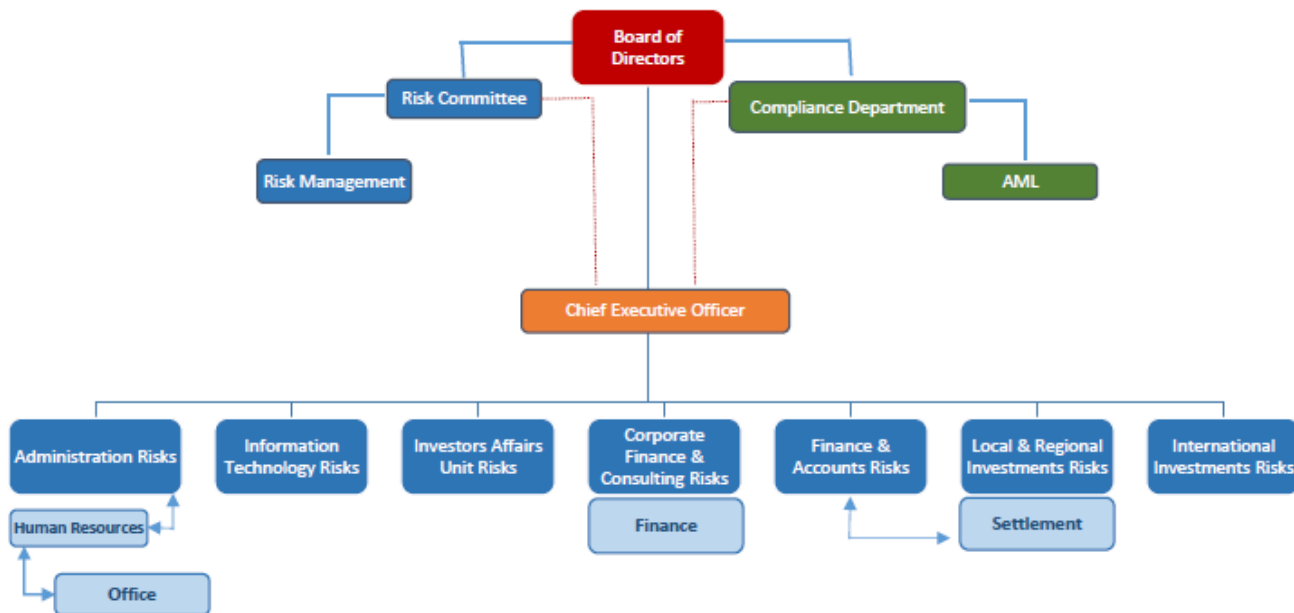 Board of
Directors
Risk Committee
Compliance Department
Risk Management
AML
Chief Executive Officer
Administration Risks
Information
Technology Risks
Investors Affairs
Unit Risks
Corporate
Finance &
Consulting Risks
Finance &
Accounts Risks
Local & Regional
Investments Risks
International
Investments Risks
Human Resources
Finance
Settlement
Office